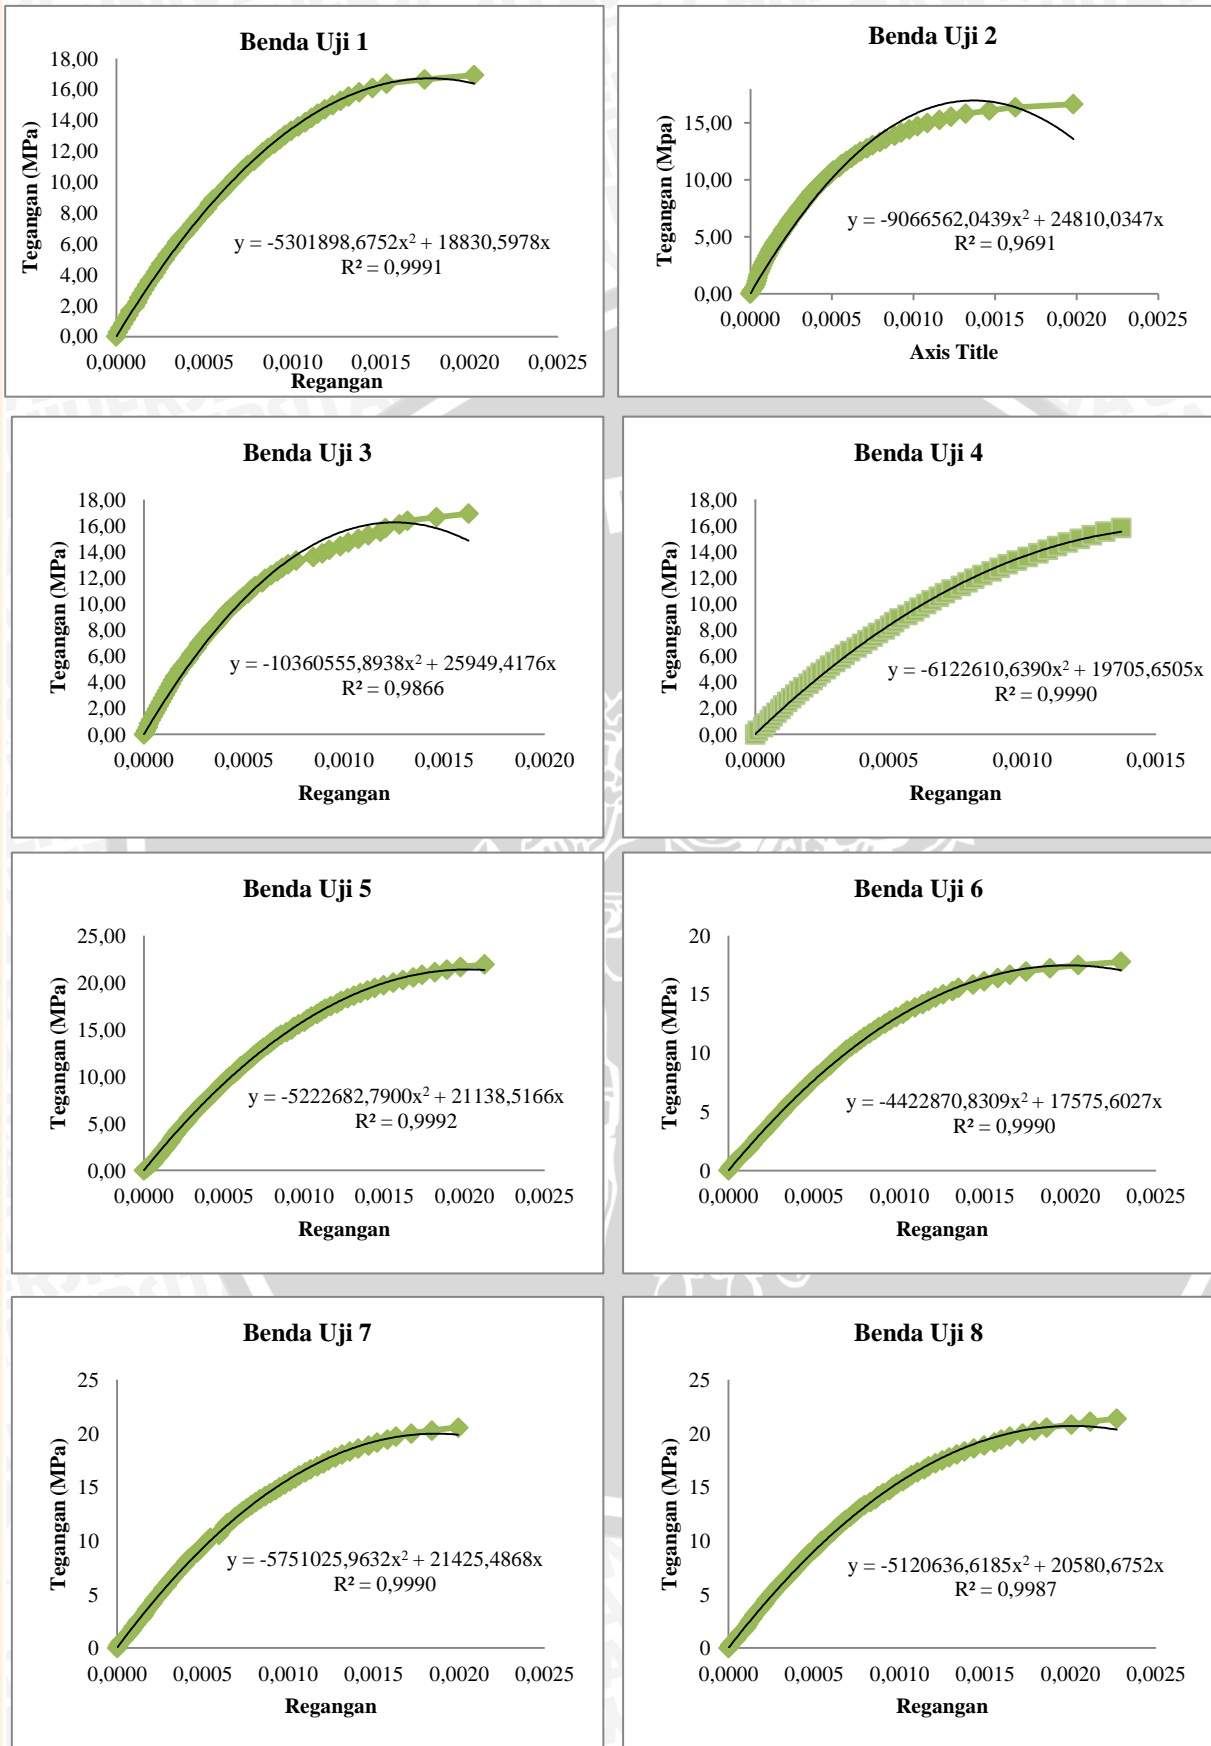 Benda Uji 1
Tegangan (MPa)
18,00
16,00
14,00
12,00
10,00
8,00
6,00
4,00
2,00
0,00
y = -5301898,6752x² + 18830,5978x
R² = 0,9991
0,0000 0,0005 0,0010 0,0015 0,0020 0,0025
Regangan
Benda Uji 2
Tegangan (Mpa)
15,00
10,00
5,00
0,00
y = -9066562,0439x² + 24810,0347x
R² = 0,9691
0,0000 0,0005 0,0010 0,0015 0,0020 0,0025
Axis Title
Benda Uji 3
Tegangan (MPa)
18,00
16,00
14,00
12,00
10,00
8,00
6,00
4,00
2,00
0,00
y = -10360555,8938x² + 25949,4176x
R² = 0,9866
0,0000 0,0005 0,0010 0,0015 0,0020
Regangan
Benda Uji 4
Tegangan (MPa)
18,00
16,00
14,00
12,00
10,00
8,00
6,00
4,00
2,00
0,00
y = -6122610,6390x² + 19705,6505x
R² = 0,9990
0,0000 0,0005 0,0010 0,0015
Regangan
Benda Uji 5
Tegangan (MPa)
25,00
20,00
15,00
10,00
5,00
0,00
y = -5222682,7900x² + 21138,5166x
R² = 0,9992
0,0000 0,0005 0,0010 0,0015 0,0020 0,0025
Regangan
Benda Uji 6
Tegangan (MPa)
20
15
10
5
0
y = -4422870,8309x² + 17575,6027x
R² = 0,9990
0,0000 0,0005 0,0010 0,0015 0,0020 0,0025
Regangan
Benda Uji 7
Tegangan (MPa)
25
20
15
10
5
0
y = -5751025,9632x² + 21425,4868x
R² = 0,9990
0,0000 0,0005 0,0010 0,0015 0,0020 0,0025
Regangan
Benda Uji 8
Tegangan (MPa)
25
20
15
10
5
0
y = -5120636,6185x² + 20580,6752x
R² = 0,9987
0,0000 0,0005 0,0010 0,0015 0,0020 0,0025
Regangan